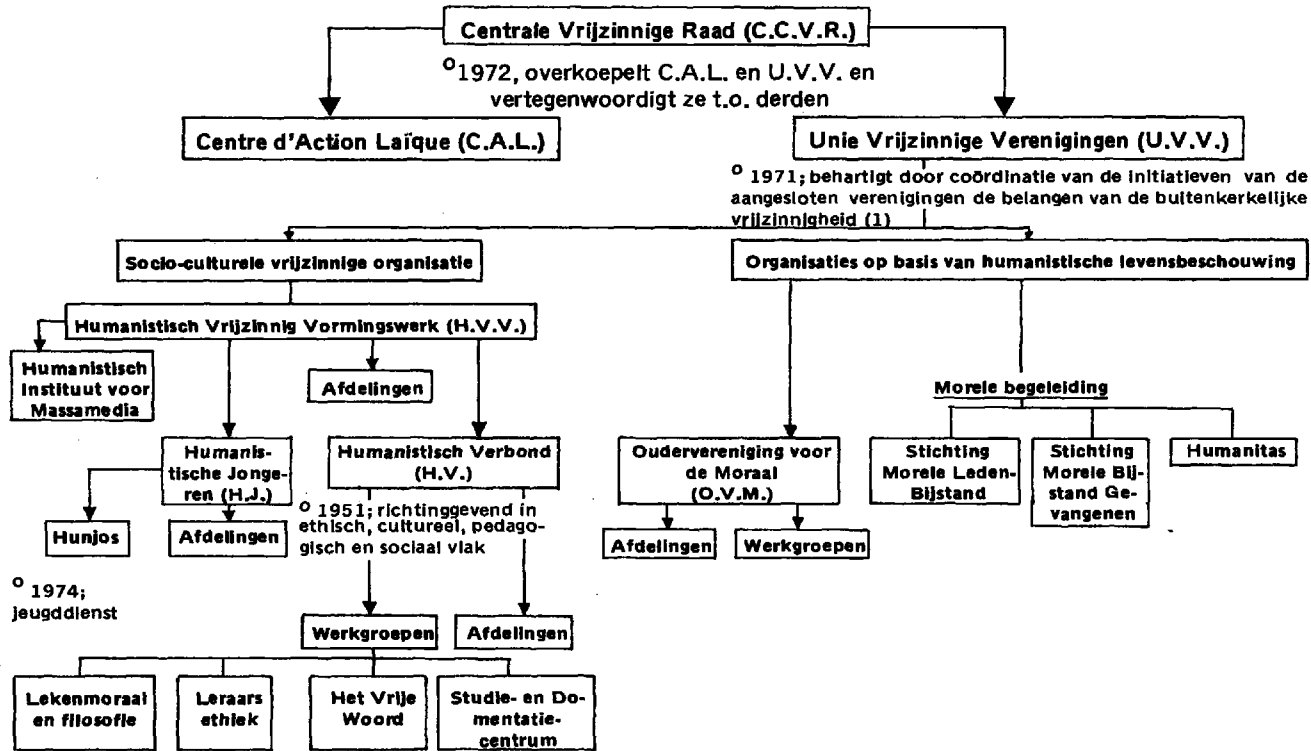 Centrale Vrijzinnige Raad (C.C.V.R.)
O 1972, overkoepelt C.A.L. en U.V.V. en
vertegenwoordigt ze t.o. derden
Centre d'Action Laïque (C.A.L.)
Unie Vrijzinnige Verenigingen (U.V.V.)
O 1971; behartigt door coördinatie van de initiatieven van de
aangesloten verenigingen de belangen van de buitenkerkelijke
vrijzinnigheid (1)
Socio-culturele vrijzinnige organisatie
Organisaties op basis van humanistische levensbeschouwing
Humanistisch Vrijzinnig Vormingswerk (H.V.V.)
Humanistisch
Instituut voor
Massamedia
Afdelingen
Morele begeleiding
Humanis-
tische Jonge-
ren (H.J.)
Humanistisch Verbond
(H.V.)
Oudervereniging voor
de Moraal
(O.V.M.)
Stichting
Morele Leden-
Bijstand
Stichting
Morele Bij-
stand Ge-
vangenen
Humanitas
Hunjos
Afdelingen
O 1951; richtinggevend in
ethisch, cultureel, pedago-
gisch en sociaal vlak
Afdelingen
Werkgroepen
O 1974;
jeugddienst
Werkgroepen
Afdelingen
Lekenmoraal
en filosofie
Leraars
ethiek
Het Vrije
Woord
Studie- en Do-
mentatie-
centrum